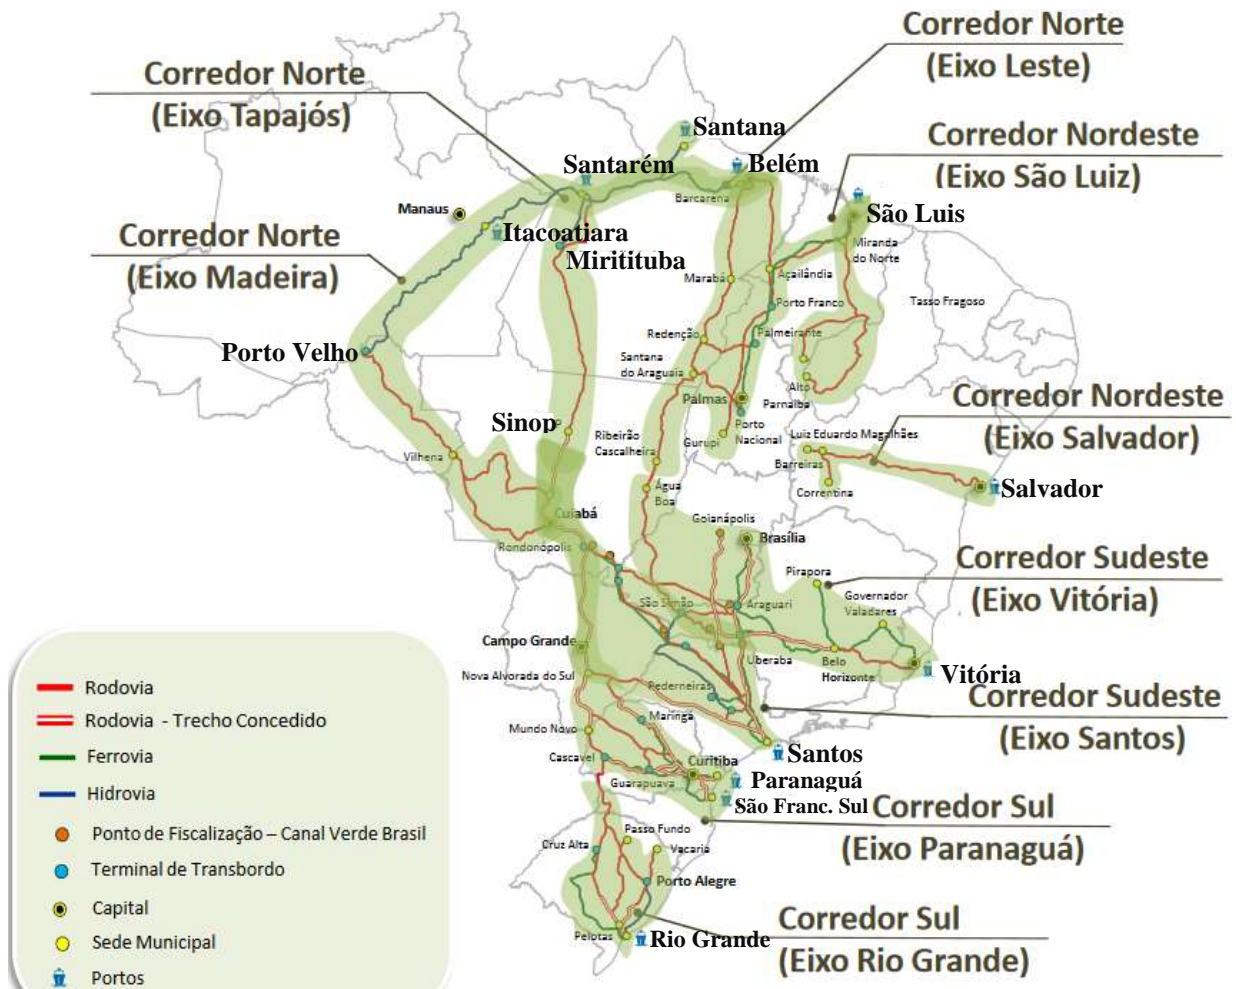 Corredor Norte
(Eixo Leste)
Corredor Norte
(Eixo Tapajós)
Santana
Corredor Nordeste
(Eixo São Luiz)
Santarém
Belém
Barcarena
Manaus
São Luis
Itacoatiara
Corredor Norte
(Eixo Madeira)
Miritituba
Miranda
do Norte
Marabá
Açailândia
Porto Franco
Tasso Fragoso
Redenção
Palmeirante
Porto Velho
Santana
do Araguaia
Alto
Parnaíba
Palmas
Corredor Nordeste
(Eixo Salvador)
Sinop
Ribeirão
Cascalheira
Gurupi
Porto
Nacional
Luiz Eduardo Magalhães
Vilhena
Barreiras
Correntina
Salvador
Água
Boa
Cuiabá
Goianápolis
Brasília
Rondonópolis
Corredor Sudeste
(Eixo Vitória)
Pirapora
Governador
Valadares
São Simão
Araguari
Campo Grande
Uberaba
Belo
Horizonte
Vitória
Nova Alvorada do Sul
Pederneiras
Corredor Sudeste
(Eixo Santos)
Maringá
Mundo Novo
Santos
Cascavel
Curitiba
Guarapuava
Paranaguá
São Franc. Sul
Corredor Sul
(Eixo Paranaguá)
Passo Fundo
Cruz Alta
Vacaria
Porto Alegre
Corredor Sul
(Eixo Rio Grande)
Pelotas
Rio Grande
Rodovia
Rodovia - Trecho Concedido
Ferrovia
Hidrovia
Ponto de Fiscalização – Canal Verde Brasil
Terminal de Transbordo
Capital
Sede Municipal
Portos